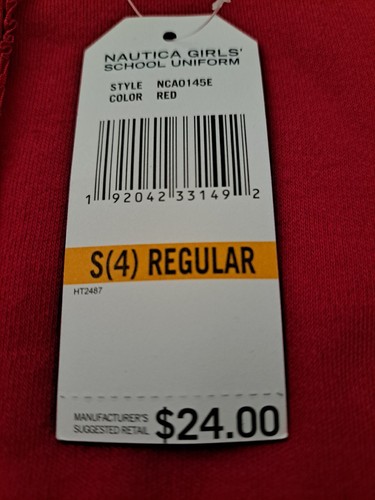 NAUTICA GIRLS'
SCHOOL UNIFORM
STYLE NCA0145E
COLOR RED
1 92042 33149 2
S(4) REGULAR
HT2487
MANUFACTURER'S
SUGGESTED RETAIL $24.00